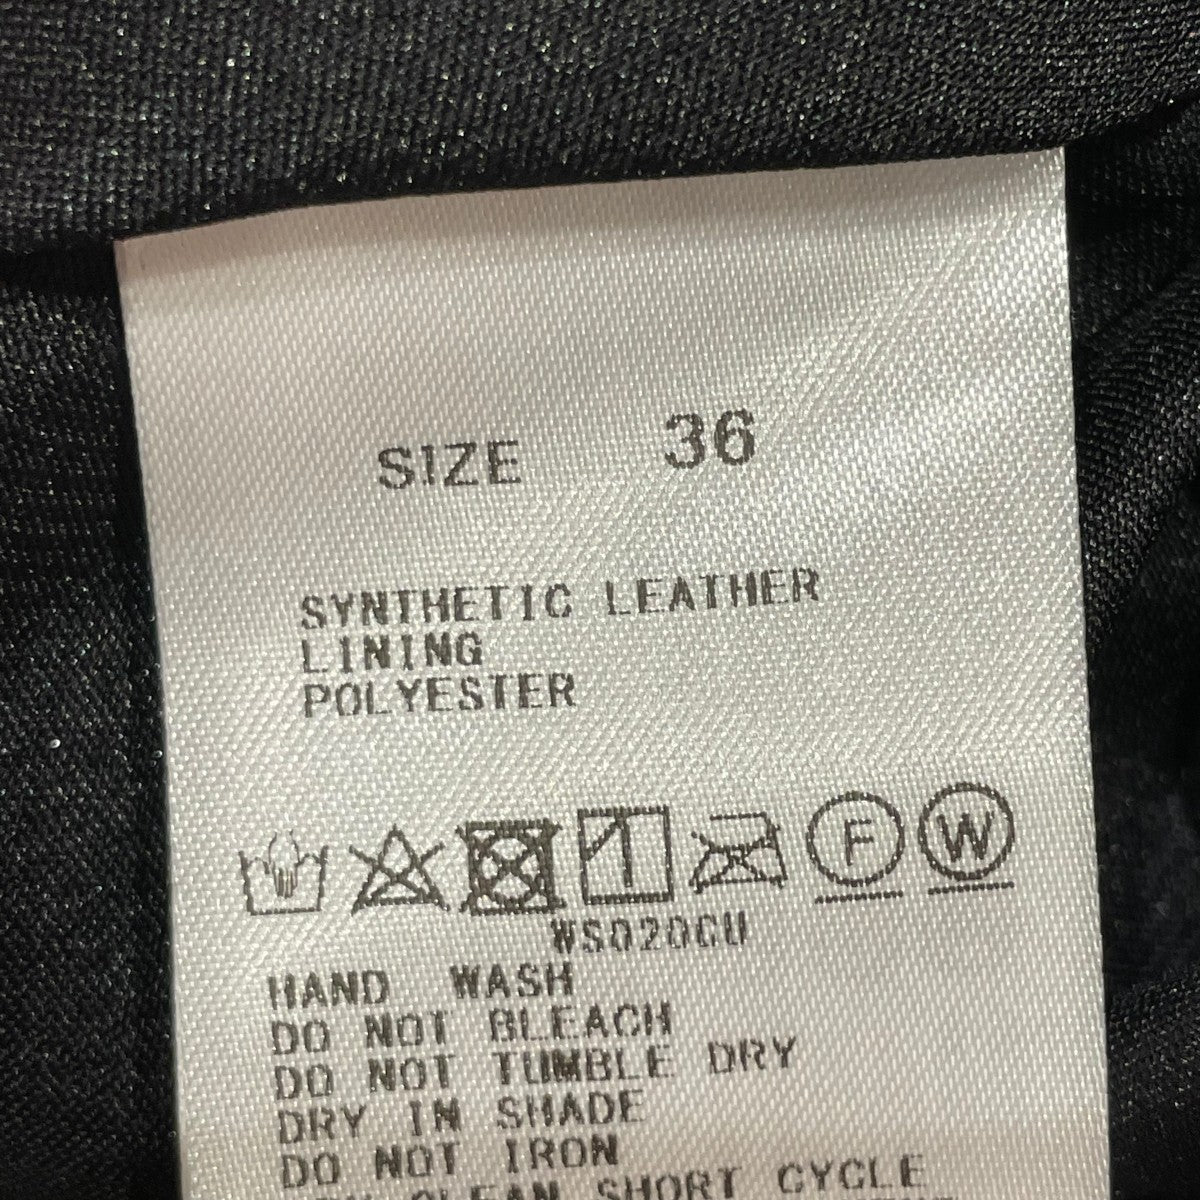 SIZE 36
SYNTHETIC LEATHER
LINING
POLYESTER
F W
WS020GU
HAND WASH
DO NOT BLEACH
DO NOT TUMBLE DRY
DRY IN SHADE
DO NOT IRON
CLEAN SHORT CYCLE